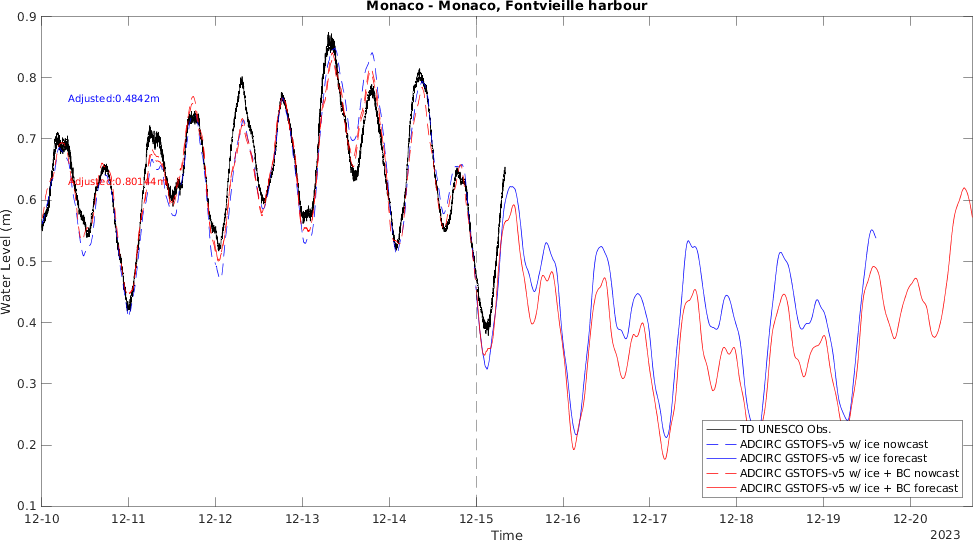 Monaco - Monaco, Fontvieille harbour
0.9
0.8
0.7
0.6
0.5
0.4
0.3
0.2
0.1
Water Level (m)
Adjusted:0.4842m
Adjusted:0.80144m
TD UNESCO Obs.
ADCIRC GSTOFS-v5 w/ ice nowcast
ADCIRC GSTOFS-v5 w/ ice forecast
ADCIRC GSTOFS-v5 w/ ice + BC nowcast
ADCIRC GSTOFS-v5 w/ ice + BC forecast
12-10 12-11 12-12 12-13 12-14 12-15 12-16 12-17 12-18 12-19 12-20
Time
2023